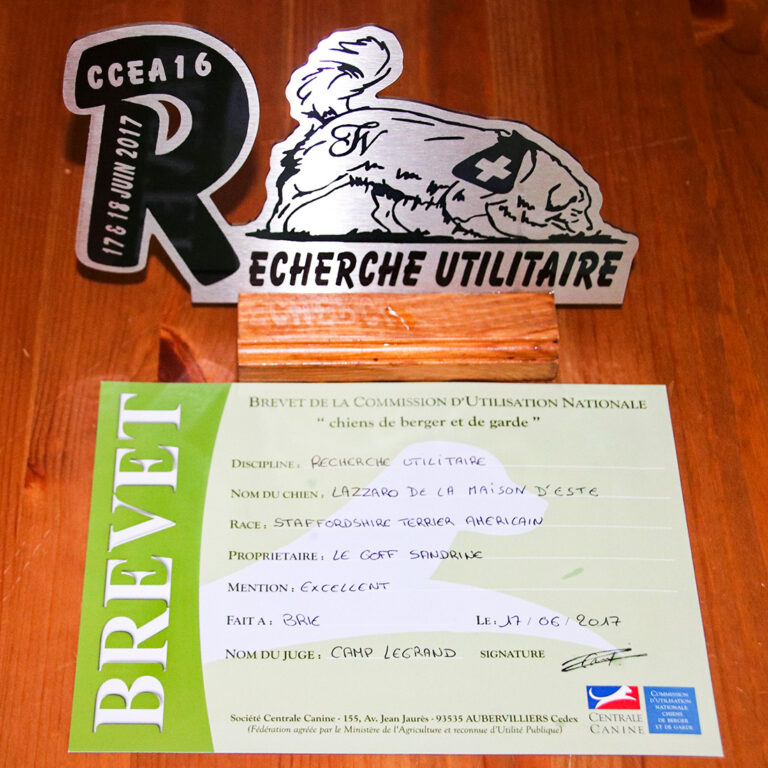 CCEA16
17 & 18 JUIN 2017
RECHERCHE UTILITAIRE
BREVET
BREVET DE LA COMMISSION D'UTILISATION NATIONALE
" chiens de berger et de garde "
DISCIPLINE : RECHERCHE UTILITAIRE
NOM DU CHIEN : LAZZARO DE LA MAISON D'ESTE
RACE : STAFFORDSHIRE TERRIER AMERICAIN
PROPRIETAIRE : LE GOFF SANDRINE
MENTION : EXCELLENT
FAIT A : BRIE LE : 17 / 06 / 2017
NOM DU JUGE : CAMP LEGRAND SIGNATURE
CENTRALE
CANINE
COMMISSION
D'UTILISATION
NATIONALE
CHIENS
DE BERGER
ET DE GARDE
Société Centrale Canine - 155, Av. Jean Jaurès - 93535 AUBERVILLIERS Cedex
(Fédération agréée par le Ministère de l'Agriculture et reconnue d'Utilité Publique)